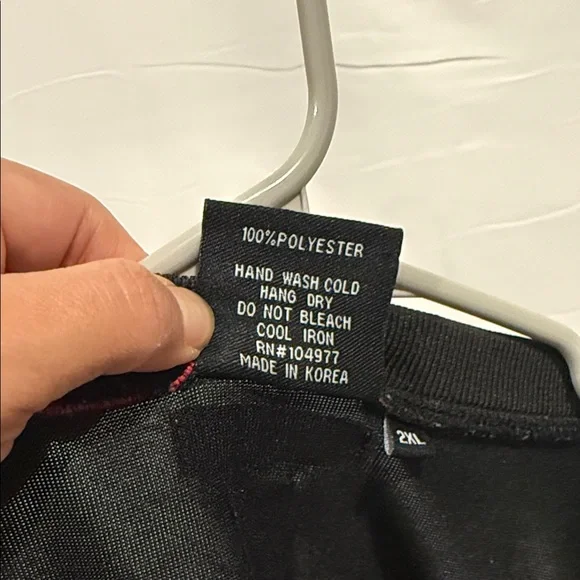 100%POLYESTER
HAND WASH COLD
HANG DRY
DO NOT BLEACH
COOL IRON
RN#104977
MADE IN KOREA
2XL